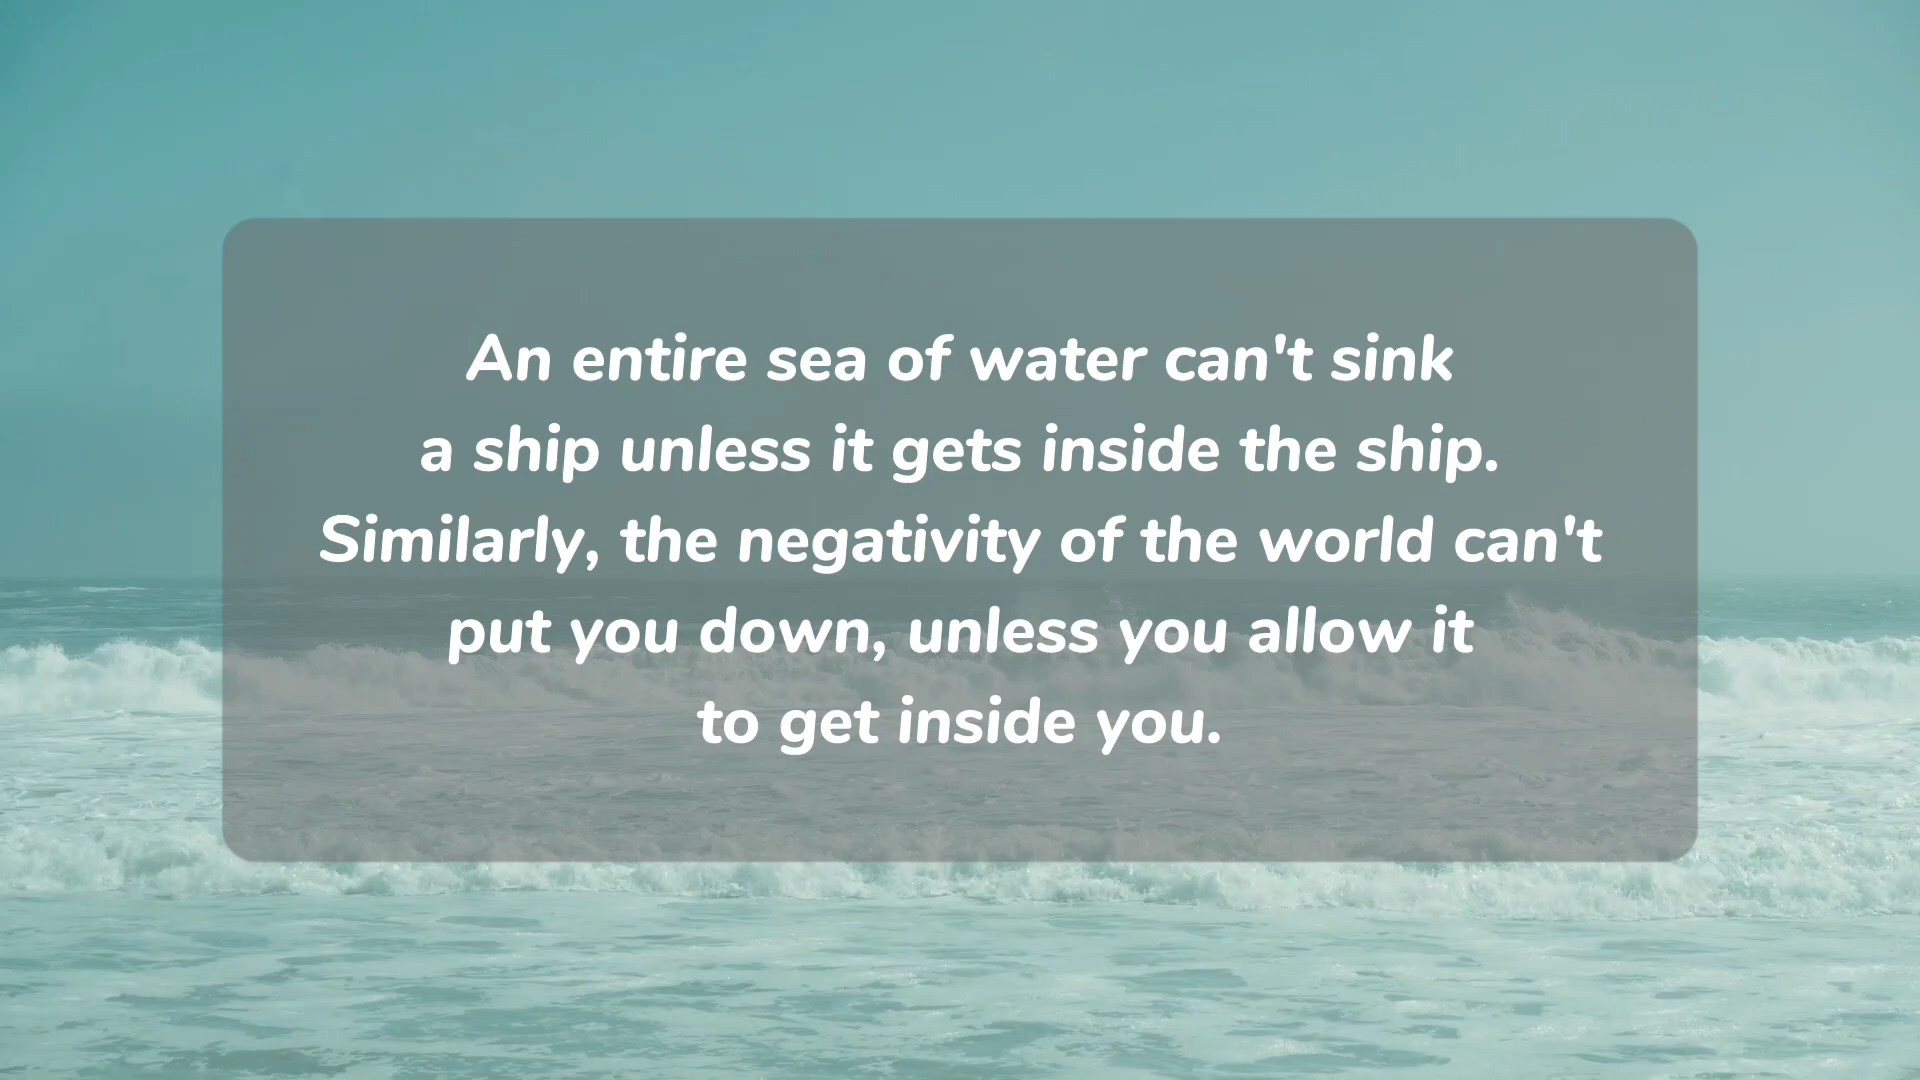 An entire sea of water can't sink
a ship unless it gets inside the ship.
Similarly, the negativity of the world can't
put you down, unless you allow it
to get inside you.